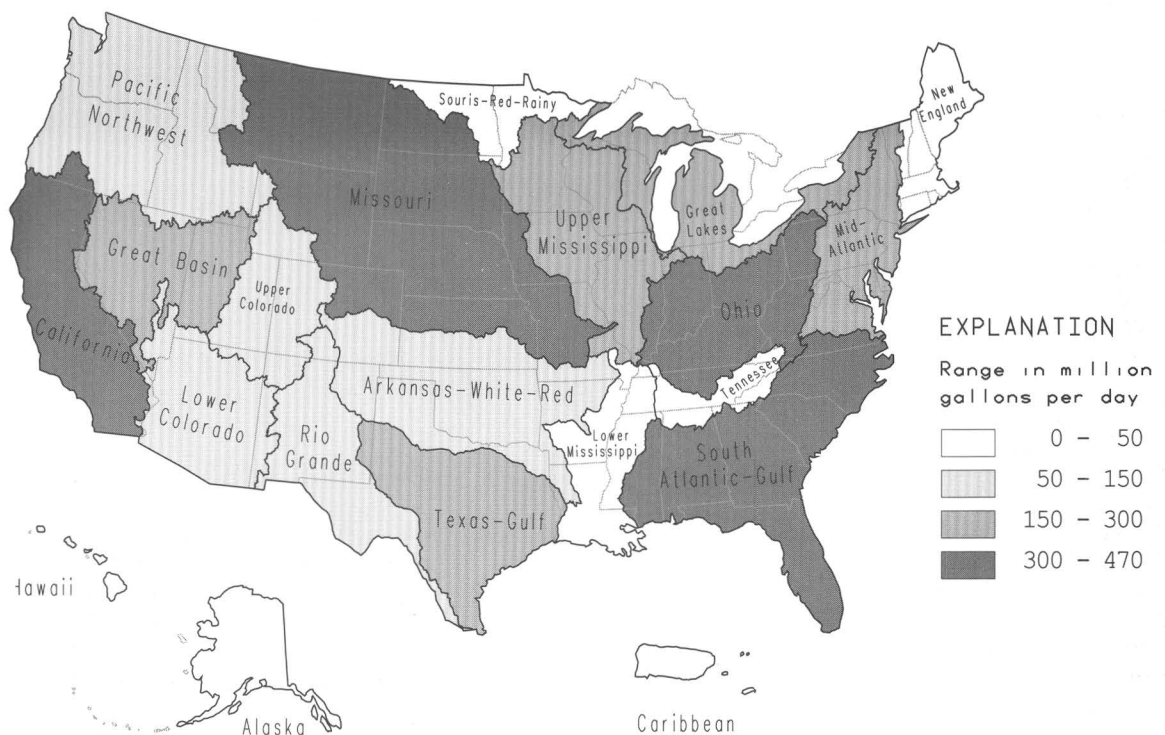 Pacific
Northwest
Souris-Red-Rainy
New
England
Missouri
Upper
Mississippi
Great
Lakes
Mid-
Atlantic
Great Basin
Upper
Colorado
Ohio
California
Tennessee
Lower
Colorado
Arkansas-White-Red
Rio
Grande
Lower
Mississippi
South
Atlantic-Gulf
Texas-Gulf
Hawaii
Alaska
Caribbean
EXPLANATION
Range in million
gallons per day
0 - 50
50 - 150
150 - 300
300 - 470